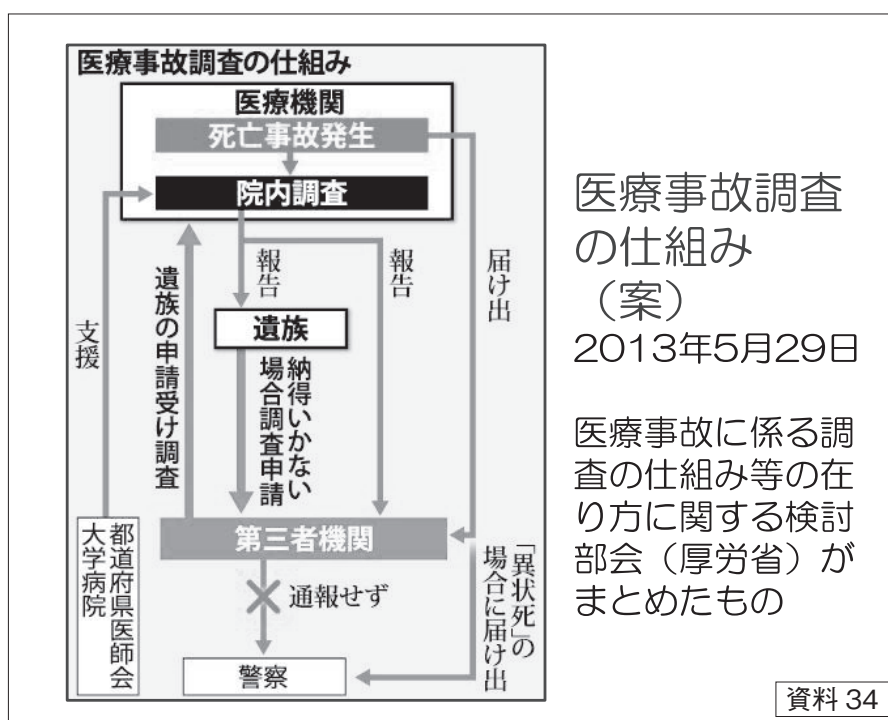 医療事故調査の仕組み
医療機関
死亡事故発生
院内調査
報告
報告
届け出
遺族
支援
遺族の申請受け調査
納得いかない
場合調査申請
第三者機関
通報せず
「異状死」の
場合に届け出
都道府県医師会
大学病院
警察
医療事故調査
の仕組み
（案）
2013年5月29日
医療事故に係る調
査の仕組み等の在
り方に関する検討
部会（厚労省）が
まとめたもの
資料 34